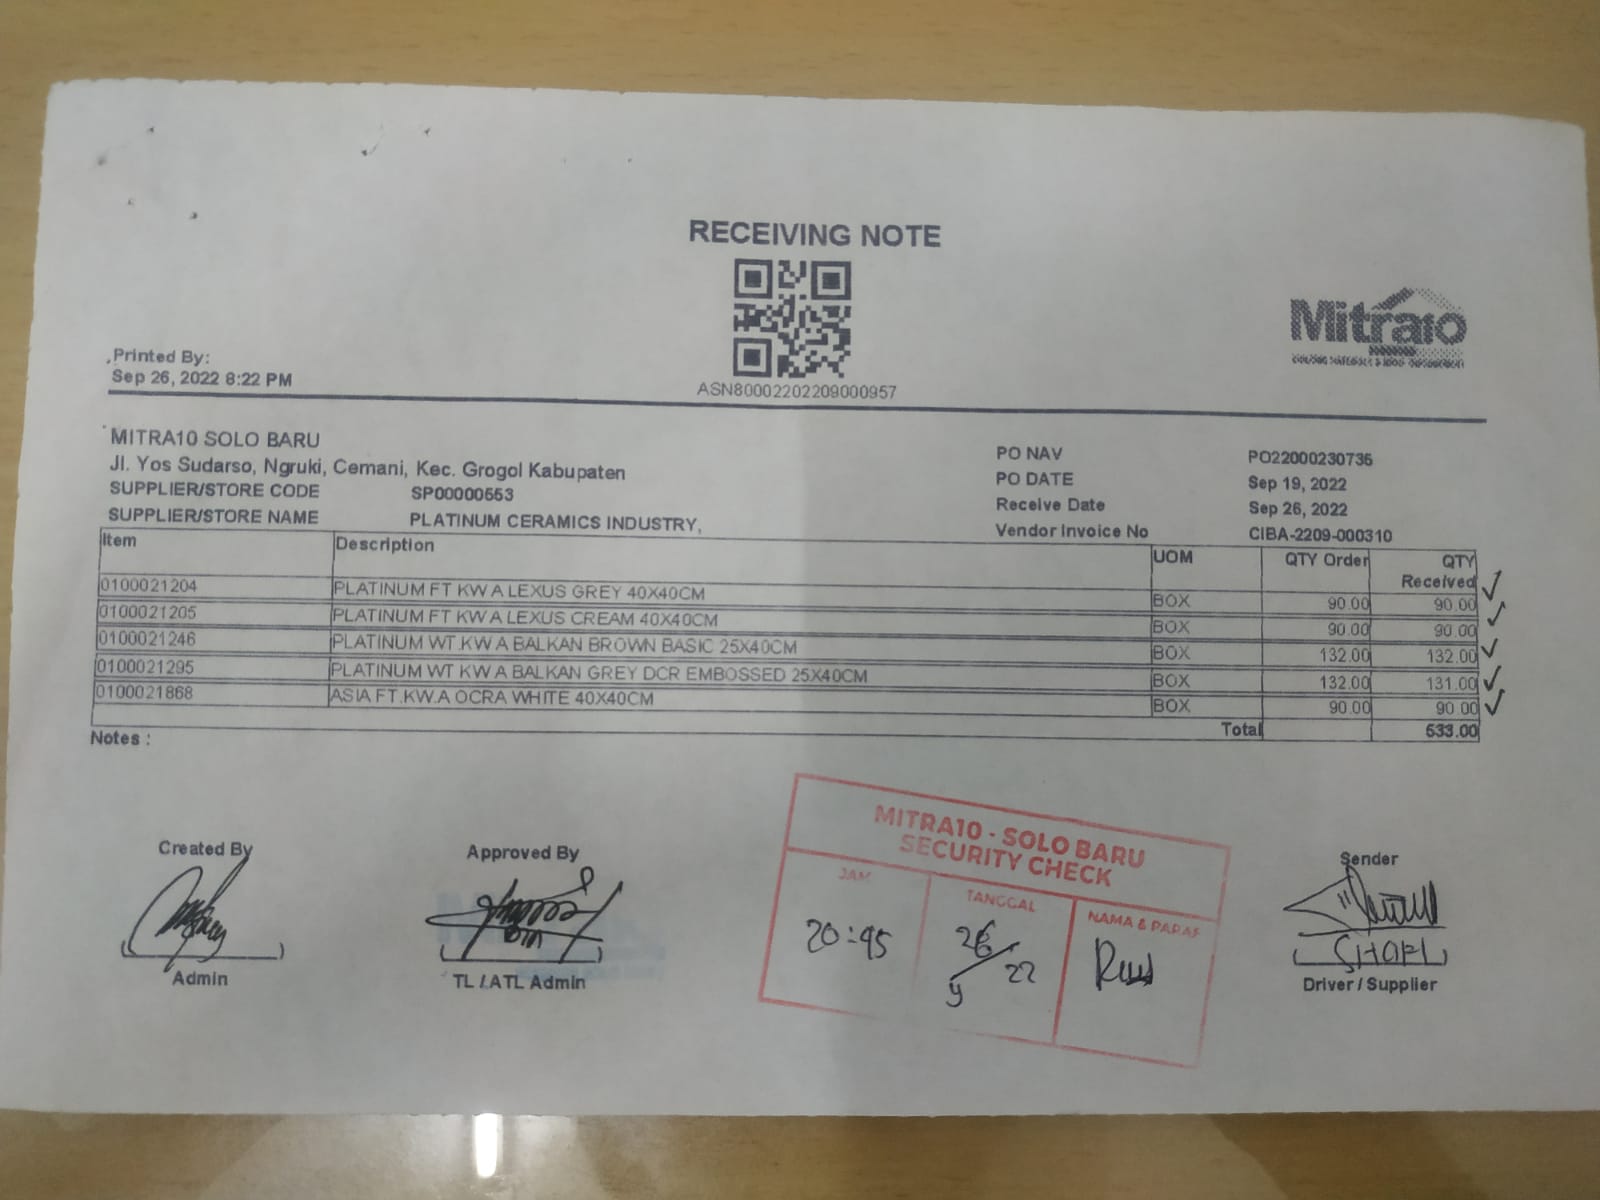 RECEIVING NOTE
Mitra10
Printed By:
Sep 26, 2022 8:22 PM
ASN80002202209000957
MITRA10 SOLO BARU
Jl. Yos Sudarso, Ngruki, Cemani, Kec. Grogol Kabupaten
SUPPLIER/STORE CODE SP00000553
SUPPLIER/STORE NAME PLATINUM CERAMICS INDUSTRY,
PO NAV PO22000230736
PO DATE Sep 19, 2022
Receive Date Sep 26, 2022
Vendor Invoice No CIBA-2209-000310
Item Description UOM QTY Order QTY Received
0100021204 PLATINUM FT KW A LEXUS GREY 40X40CM BOX 90.00 90.00
0100021205 PLATINUM FT KW A LEXUS CREAM 40X40CM BOX 90.00 90.00
0100021246 PLATINUM WT.KW A BALKAN BROWN BASIC 25X40CM BOX 132.00 132.00
0100021295 PLATINUM WT KW A BALKAN GREY DCR EMBOSSED 25X40CM BOX 132.00 131.00
0100021868 ASIA FT.KW.A OCRA WHITE 40X40CM BOX 90.00 90.00
Total 533.00
Notes :
MITRA10 - SOLO BARU
SECURITY CHECK
JAM TANGGAL NAMA & PARAF
20:45 26/9 22
Created By
Admin
Approved By
TL / ATL Admin
Sender
Driver / Supplier